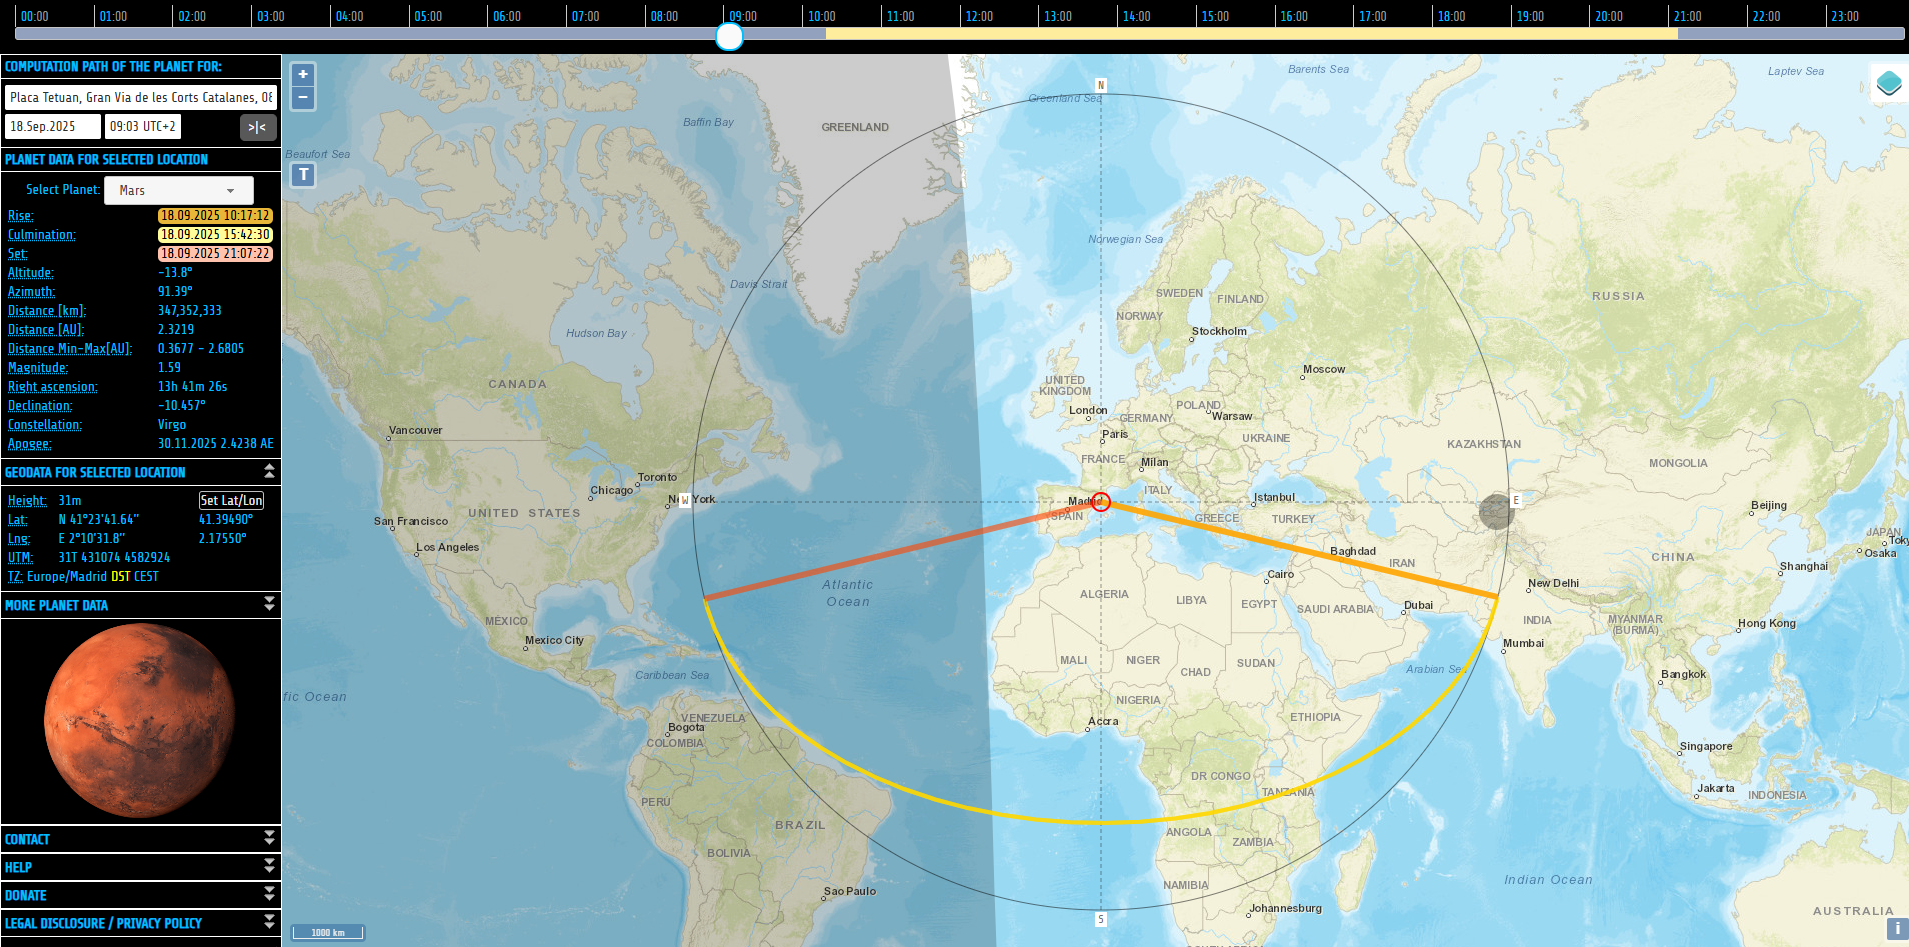 00:00 01:00 02:00 03:00 04:00 05:00 06:00 07:00 08:00 09:00 10:00 11:00 12:00 13:00 14:00 15:00 16:00 17:00 18:00 19:00 20:00 21:00 22:00 23:00
COMPUTATION PATH OF THE PLANET FOR:
Placa Tetuan, Gran Via de les Corts Catalanes, 08
18.Sep.2025 09:03 UTC+2 >|<
PLANET DATA FOR SELECTED LOCATION
Select Planet: Mars
Rise: 18.09.2025 10:17:12
Culmination: 18.09.2025 15:42:30
Set: 18.09.2025 21:07:22
Altitude: -13.8°
Azimuth: 91.39°
Distance [km]: 347,352,333
Distance [AU]: 2.3219
Distance Min-Max[AU]: 0.3677 - 2.6805
Magnitude: 1.59
Right ascension: 13h 41m 26s
Declination: -10.457°
Constellation: Virgo
Apogee: 30.11.2025 2.4238 AE
GEODATA FOR SELECTED LOCATION
Height: 31m Set Lat/Lon
Lat: N 41°23'41.64'' 41.39490°
Lng: E 2°10'31.8'' 2.17550°
UTM: 31T 431074 4582924
TZ: Europe/Madrid DST CEST
MORE PLANET DATA
CONTACT
HELP
DONATE
LEGAL DISCLOSURE / PRIVACY POLICY
+
−
T
N
Barents Sea
Laptev Sea
Greenland Sea
Baffin Bay
GREENLAND
Beaufort Sea
Norwegian Sea
Davis Strait
SWEDEN
FINLAND
RUSSIA
NORWAY
Hudson Bay
Stockholm
Moscow
CANADA
UNITED
KINGDOM
London
POLAND
Warsaw
GERMANY
Vancouver
Paris
UKRAINE
KAZAKHSTAN
FRANCE
Milan
MONGOLIA
Toronto
Chicago
New York
W
Madrid
ITALY
Istanbul
E
Beijing
San Francisco
UNITED STATES
SPAIN
GREECE
TURKEY
JAPAN
Toky
Los Angeles
Baghdad
IRAN
CHINA
Osaka
Shanghai
Cairo
New Delhi
Atlantic
Ocean
ALGERIA
LIBYA
EGYPT
SAUDI ARABIA
Dubai
MÉXICO
INDIA
MYANMAR
(BURMA)
Hong Kong
Mexico City
Mumbai
MALI
NIGER
CHAD
SUDAN
Arabian Sea
Caribbean Sea
Bangkok
fic Ocean
NIGERIA
VENEZUELA
Bogota
COLOMBIA
Accra
ETHIOPIA
Singapore
DR CONGO
TANZANIA
Jakarta
INDONESIA
PERU
BRAZIL
ANGOLA
ZAMBIA
BOLIVIA
Sao Paulo
NAMIBIA
Indian Ocean
Johannesburg
AUSTRALIA
S
1000 km
i
SOUTH AFRICA